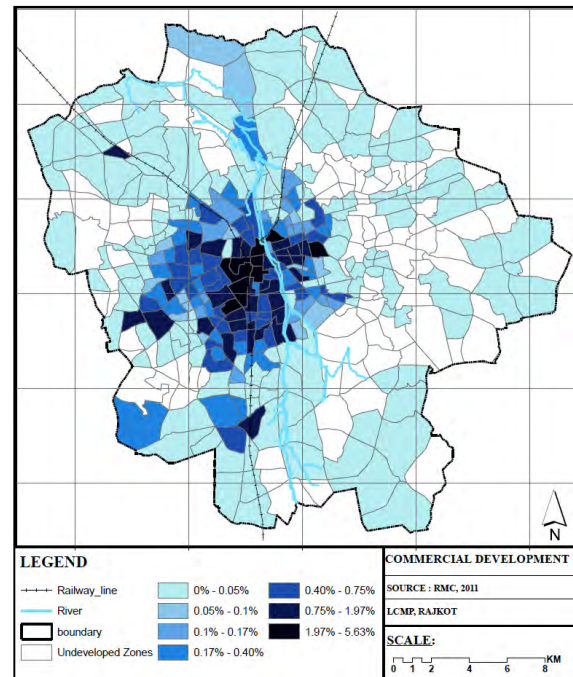 LEGEND
Railway_line
River
boundary
Undeveloped Zones
0% - 0.05%
0.05% - 0.1%
0.1% - 0.17%
0.17% - 0.40%
0.40% - 0.75%
0.75% - 1.97%
1.97% - 5.63%
N
COMMERCIAL DEVELOPMENT
SOURCE : RMC, 2011
LCMP, RAJKOT
SCALE:
KM
0 1 2 4 6 8